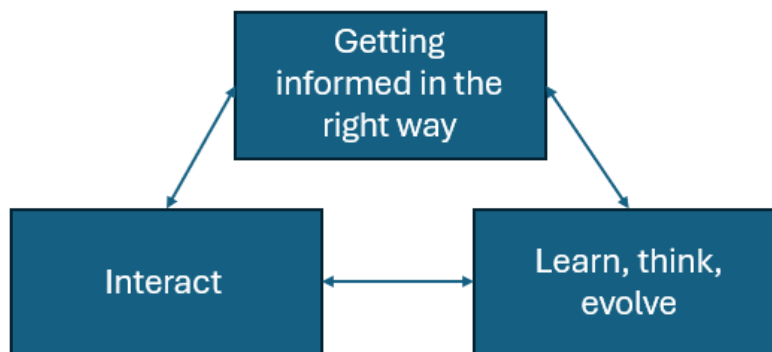 Getting
informed in the
right way
Interact
Learn, think,
evolve